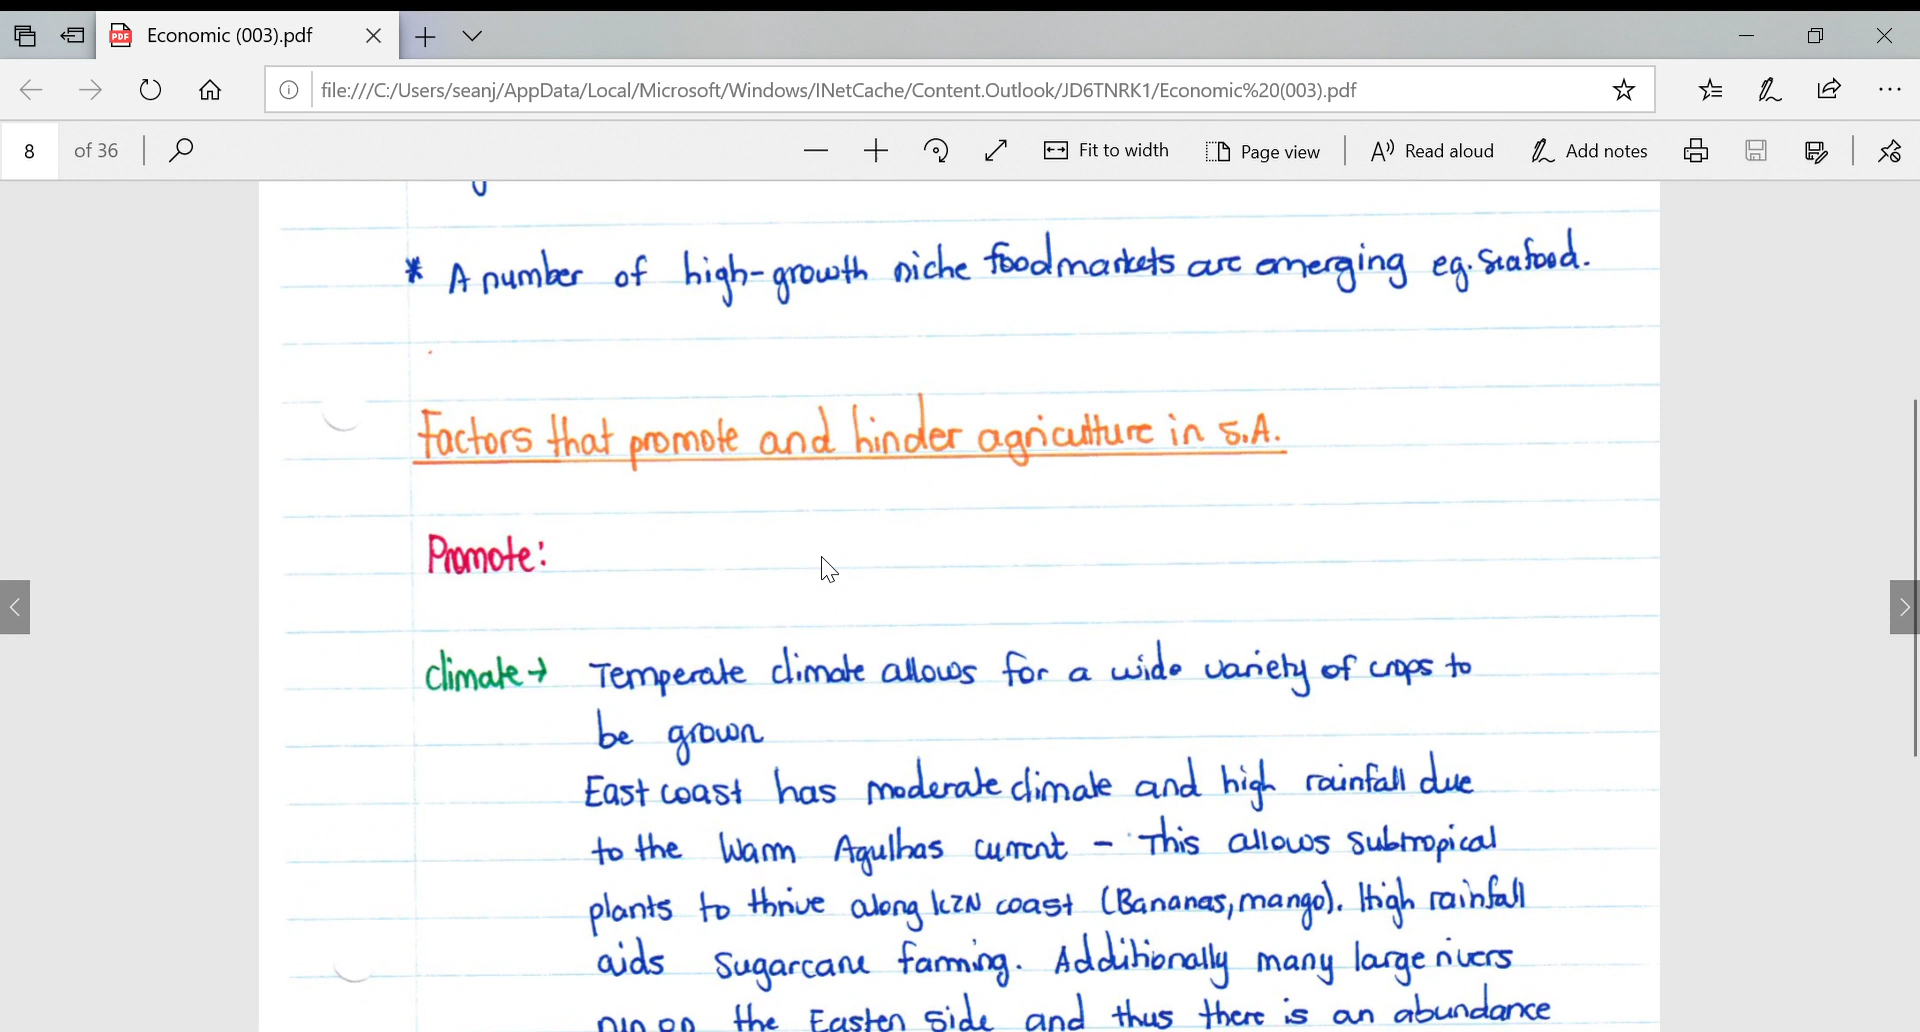 Economic (003).pdf
file:///C:/Users/seanj/AppData/Local/Microsoft/Windows/INetCache/Content.Outlook/JD6TNRK1/Economic%20(003).pdf
8 of 36 Fit to width Page view Read aloud Add notes
* A number of high-growth niche food markets are emerging eg. Seafood.
Factors that promote and hinder agriculture in S.A.
Promote:
climate → Temperate climate allows for a wide variety of crops to
be grown
East coast has moderate climate and high rainfall due
to the warm Agulhas current - This allows subtropical
plants to thrive along KZN coast (Bananas, mango). High rainfall
aids sugarcane farming. Additionally many large rivers
run on the Eastern side and thus there is an abundance